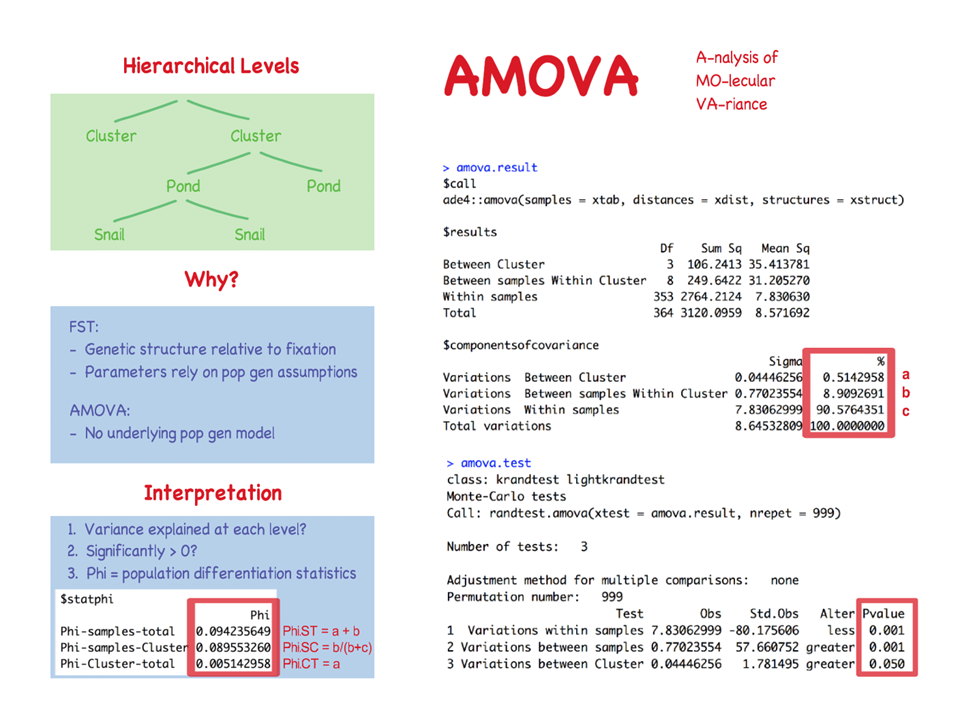 Hierarchical Levels
Cluster Cluster
Pond Pond
Snail Snail
Why?
FST:
- Genetic structure relative to fixation
- Parameters rely on pop gen assumptions
AMOVA:
- No underlying pop gen model
Interpretation
1. Variance explained at each level?
2. Significantly > 0?
3. Phi = population differentiation statistics
$statphi
Phi
Phi-samples-total 0.094235649 Phi.ST = a + b
Phi-samples-Cluster 0.089553260 Phi.SC = b/(b+c)
Phi-Cluster-total 0.005142958 Phi.CT = a
AMOVA
A-nalysis of
MO-lecular
VA-riance
> amova.result
$call
ade4::amova(samples = xtab, distances = xdist, structures = xstruct)
$results
Df Sum Sq Mean Sq
Between Cluster 3 106.2413 35.413781
Between samples Within Cluster 8 249.6422 31.205270
Within samples 353 2764.2124 7.830630
Total 364 3120.0959 8.571692
$componentsofcovariance
Sigma %
Variations Between Cluster 0.04446256 0.5142958 a
Variations Between samples Within Cluster 0.77023554 8.9092691 b
Variations Within samples 7.83062999 90.5764351 c
Total variations 8.64532809 100.0000000
> amova.test
class: krandtest lightkrandtest
Monte-Carlo tests
Call: randtest.amova(xtest = amova.result, nrepet = 999)
Number of tests: 3
Adjustment method for multiple comparisons: none
Permutation number: 999
Test Obs Std.Obs Alter Pvalue
1 Variations within samples 7.83062999 -80.175606 less 0.001
2 Variations between samples 0.77023554 57.660752 greater 0.001
3 Variations between Cluster 0.04446256 1.781495 greater 0.050